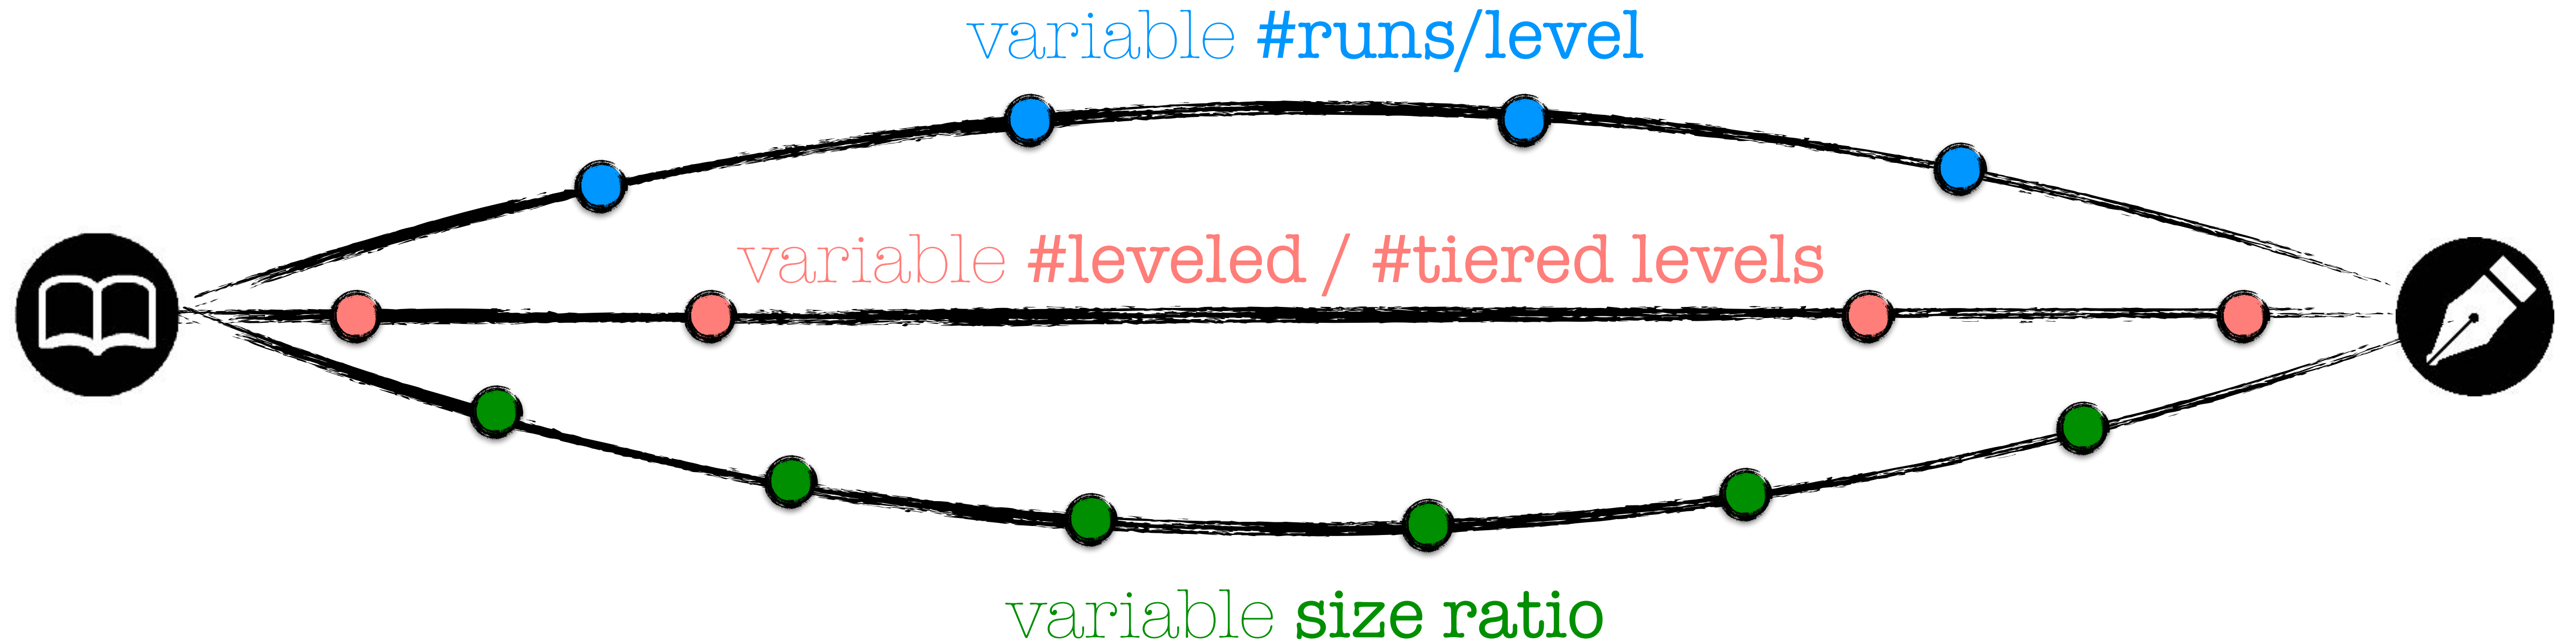 variable #runs/level
variable #leveled / #tiered levels
variable size ratio